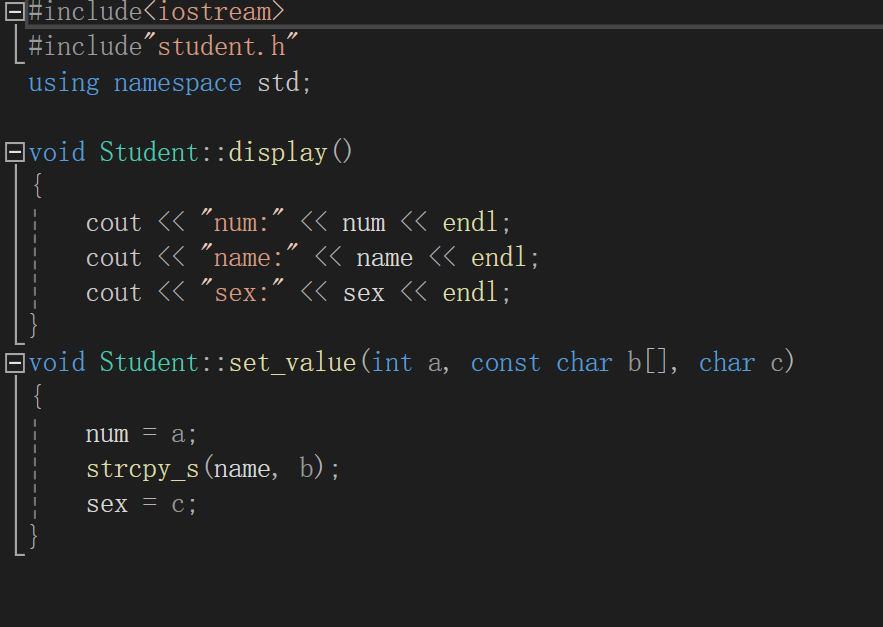 #include<iostream>
#include"student.h"
using namespace std;
void Student::display()
{
cout << "num:" << num << endl;
cout << "name:" << name << endl;
cout << "sex:" << sex << endl;
}
void Student::set_value(int a, const char b[], char c)
{
num = a;
strcpy_s(name, b);
sex = c;
}